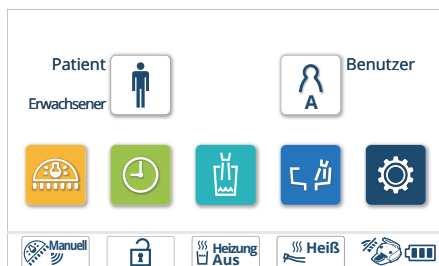 Patient
Benutzer
Erwachsener
A
Manuell
Heizung
Aus
Heiß